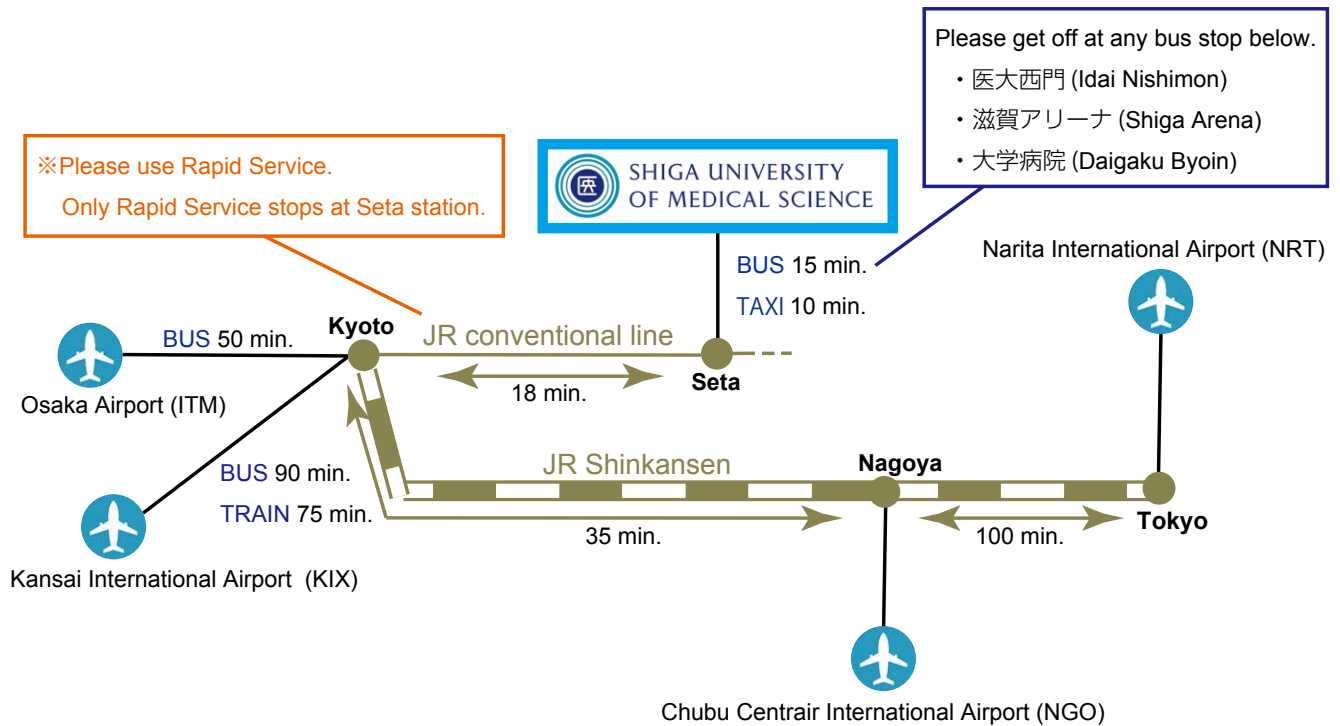 Please get off at any bus stop below.
・医大西門 (Idai Nishimon)
・滋賀アリーナ (Shiga Arena)
・大学病院 (Daigaku Byoin)
※Please use Rapid Service.
Only Rapid Service stops at Seta station.
医
SHIGA UNIVERSITY
OF MEDICAL SCIENCE
BUS 15 min.
TAXI 10 min.
Narita International Airport (NRT)
BUS 50 min.
Kyoto
JR conventional line
18 min.
Seta
Osaka Airport (ITM)
BUS 90 min.
TRAIN 75 min.
JR Shinkansen
Nagoya
35 min.
100 min.
Tokyo
Kansai International Airport (KIX)
Chubu Centrair International Airport (NGO)